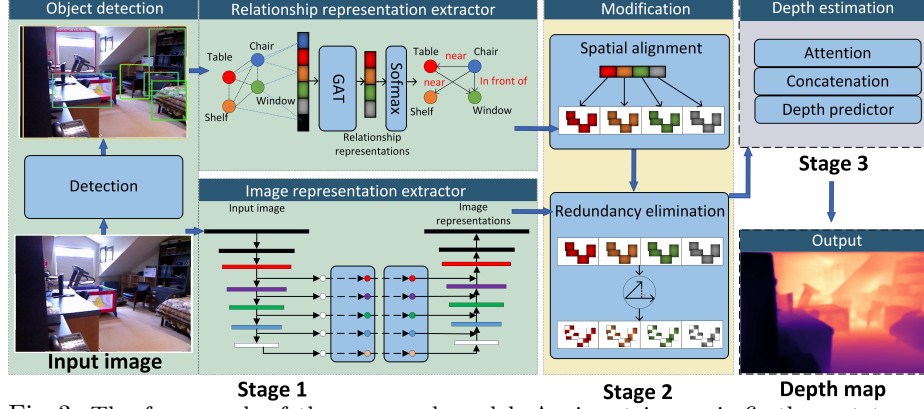 Object detection
Relationship representation extractor
Modification
Depth estimation
Table
Chair
Shelf
Window
GAT
Softmax
Relationship
representations
Table
Chair
near
near
In front of
Shelf
Window
Spatial alignment
Attention
Concatenation
Depth predictor
Stage 3
Detection
Image representation extractor
Input image
Image
representations
Redundancy elimination
Output
Input image
Stage 1
Stage 2
Depth map